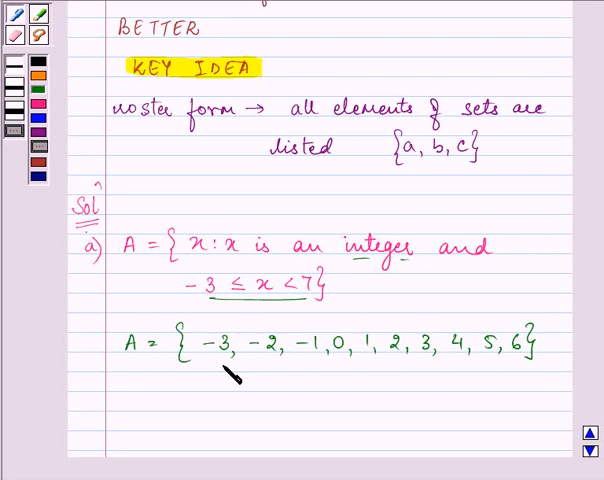 BETTER
KEY IDEA
roster form → all elements of sets are
listed {a, b, c}
Sol^n
a) A = { x : x is an integer and
-3 ≤ x < 7}
A = { -3, -2, -1, 0, 1, 2, 3, 4, 5, 6}